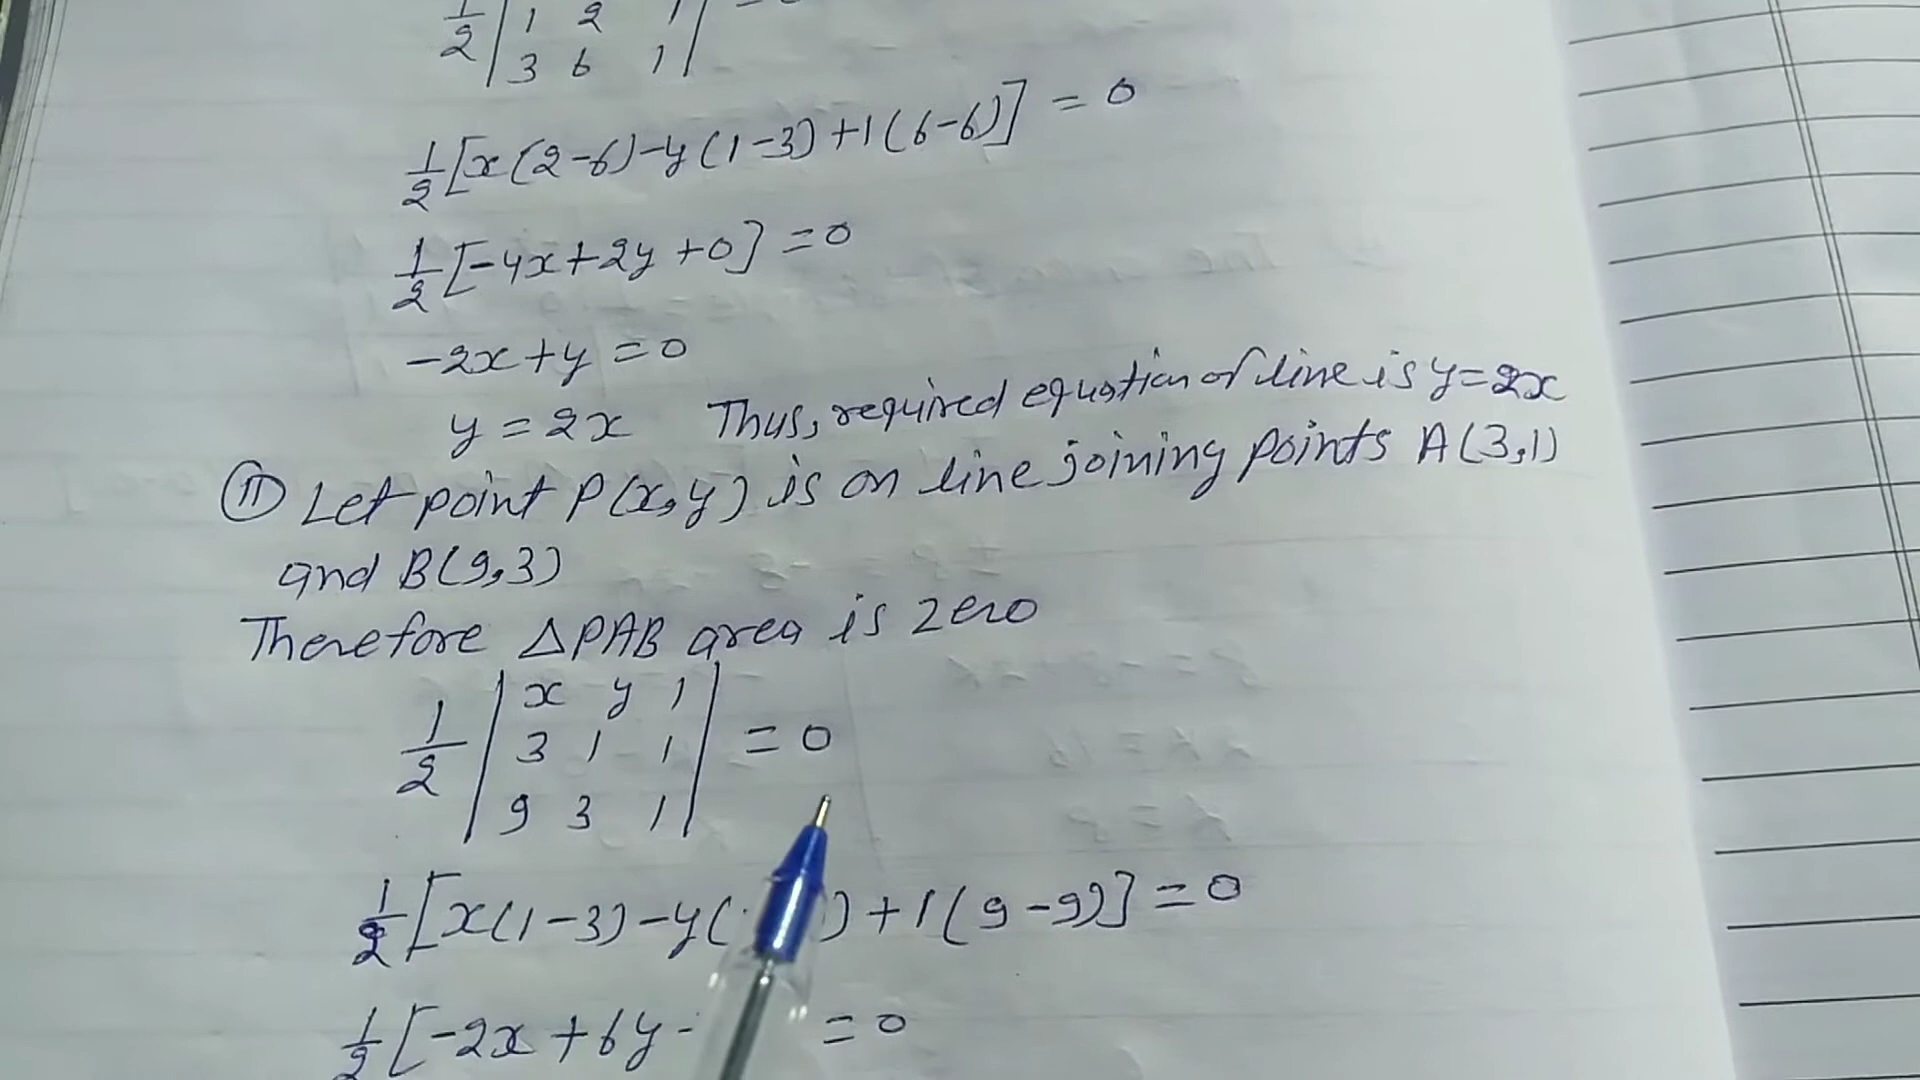 1/2 | 1 2 1 |
3 6 1
1/2 [x(2-6)-y(1-3)+1(6-6)] = 0
1/2 [-4x+2y+0] = 0
-2x+y = 0
y = 2x Thus, required equation of line is y=2x
(ii) Let point P(x,y) is on line joining points A(3,1)
and B(9,3)
Therefore ΔPAB area is zero
x y 1
1/2 | 3 1 1 | = 0
9 3 1
1/2 [x(1-3)-y( )+1(9-9)] = 0
1/2 [-2x+6y = 0